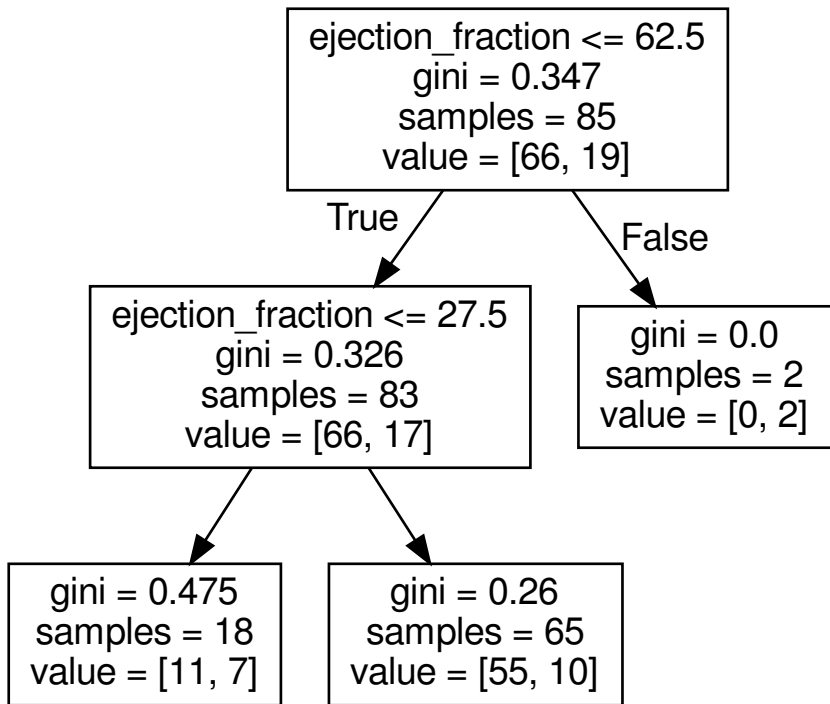 ejection_fraction <= 62.5
gini = 0.347
samples = 85
value = [66, 19]
True
False
ejection_fraction <= 27.5
gini = 0.326
samples = 83
value = [66, 17]
gini = 0.0
samples = 2
value = [0, 2]
gini = 0.475
samples = 18
value = [11, 7]
gini = 0.26
samples = 65
value = [55, 10]